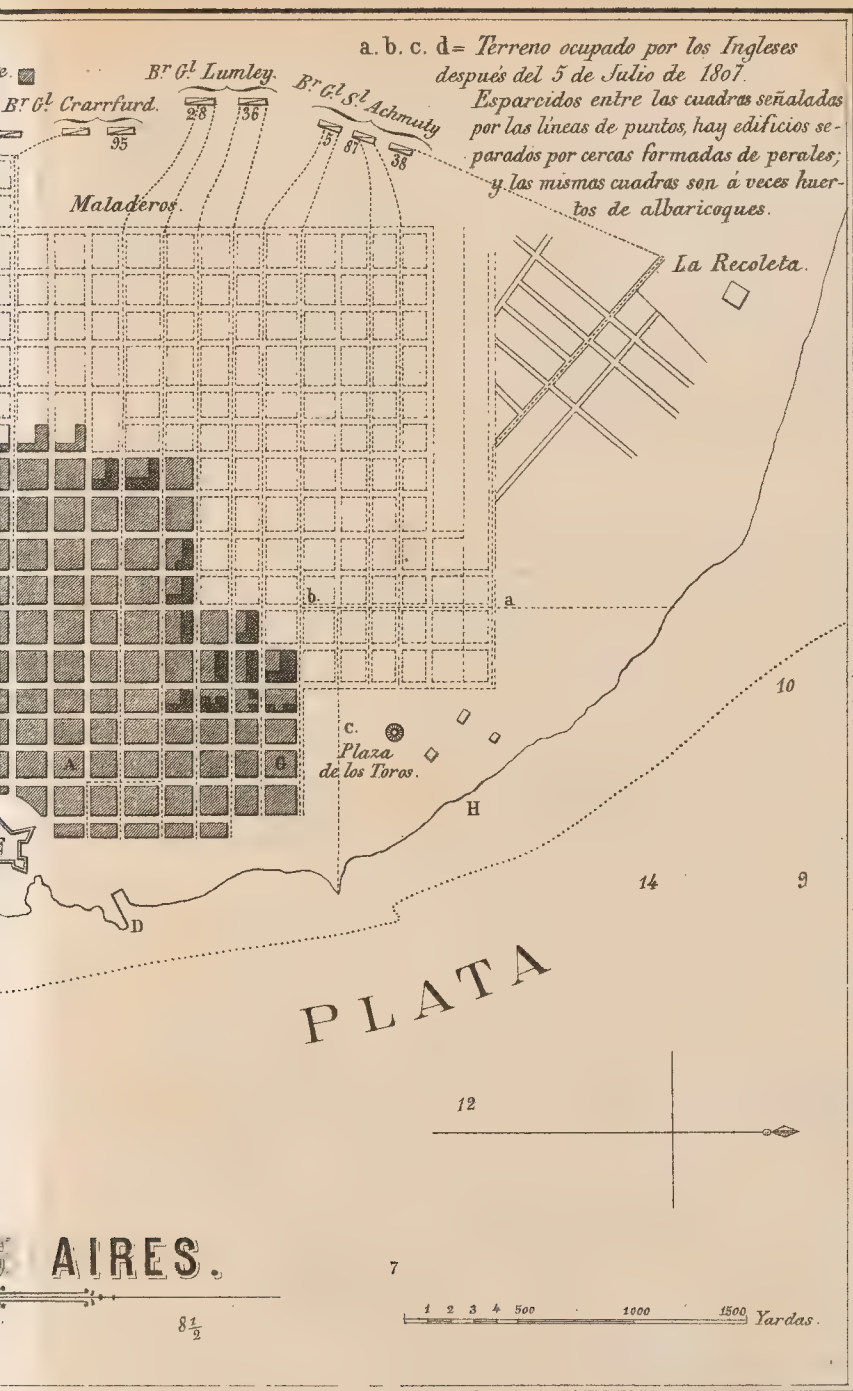 a. b. c. d= Terreno ocupado por los Ingleses
después del 5 de Julio de 1807.
Esparcidos entre las cuadras señaladas
por las líneas de puntos, hay edificios se-
parados por cercas formadas de perales;
y las mismas cuadras son á veces huer-
tos de albaricoques.
e.
Br Gl Crarrfurd.
95
Br Gl Lumley.
28 36
Br Gl Sl Achmuty
5 87 38
Maladeros.
La Recoleta.
b. a
10
c.
Plaza
de los Toros.
A G
H
14 9
D
PLATA
12
AIRES.
7
8½
1 2 3 4 500 1000 1500 Yardas.